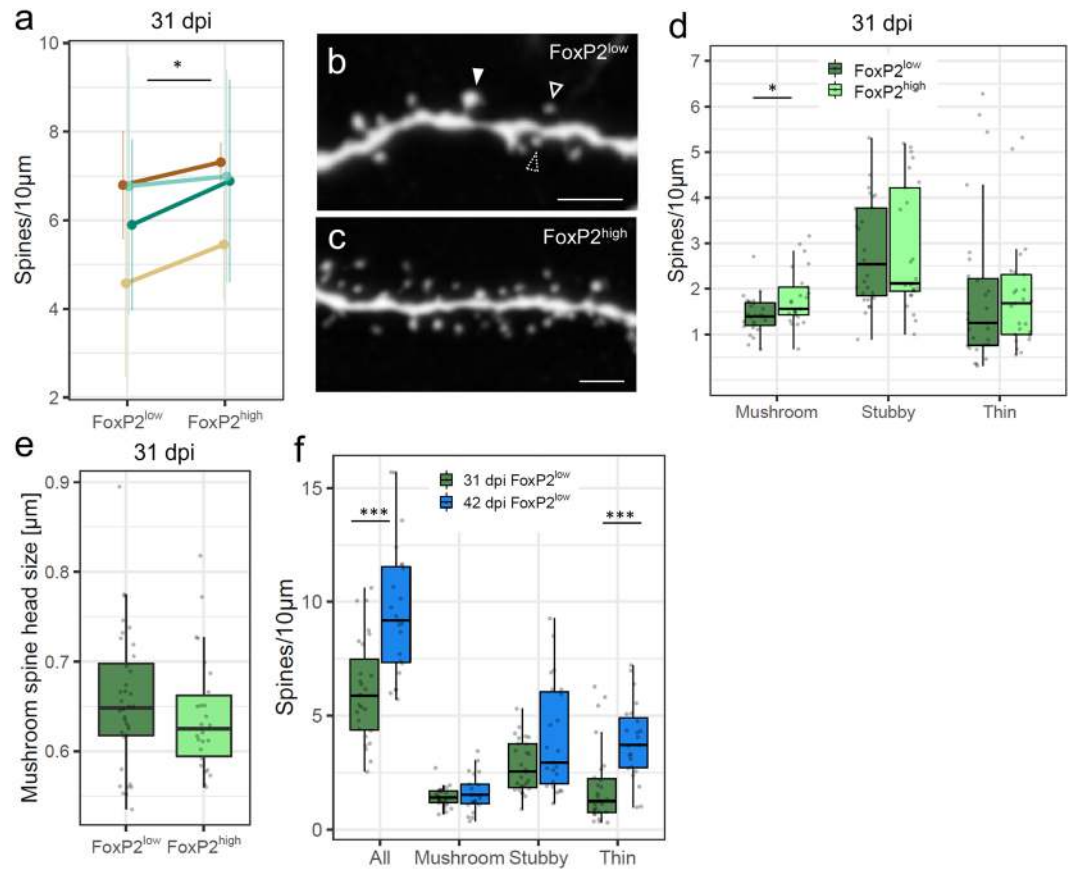 a
31 dpi
10
8
6
4
2
*
Spines/10µm
FoxP2low
FoxP2high
b
FoxP2low
c
FoxP2high
d
31 dpi
FoxP2low
FoxP2high
*
7
6
5
4
3
2
1
Spines/10µm
Mushroom
Stubby
Thin
e
31 dpi
0.9
0.8
0.7
0.6
Mushroom spine head size [µm]
FoxP2low
FoxP2high
f
31 dpi FoxP2low
42 dpi FoxP2low
***
***
15
10
5
0
Spines/10µm
All
Mushroom
Stubby
Thin